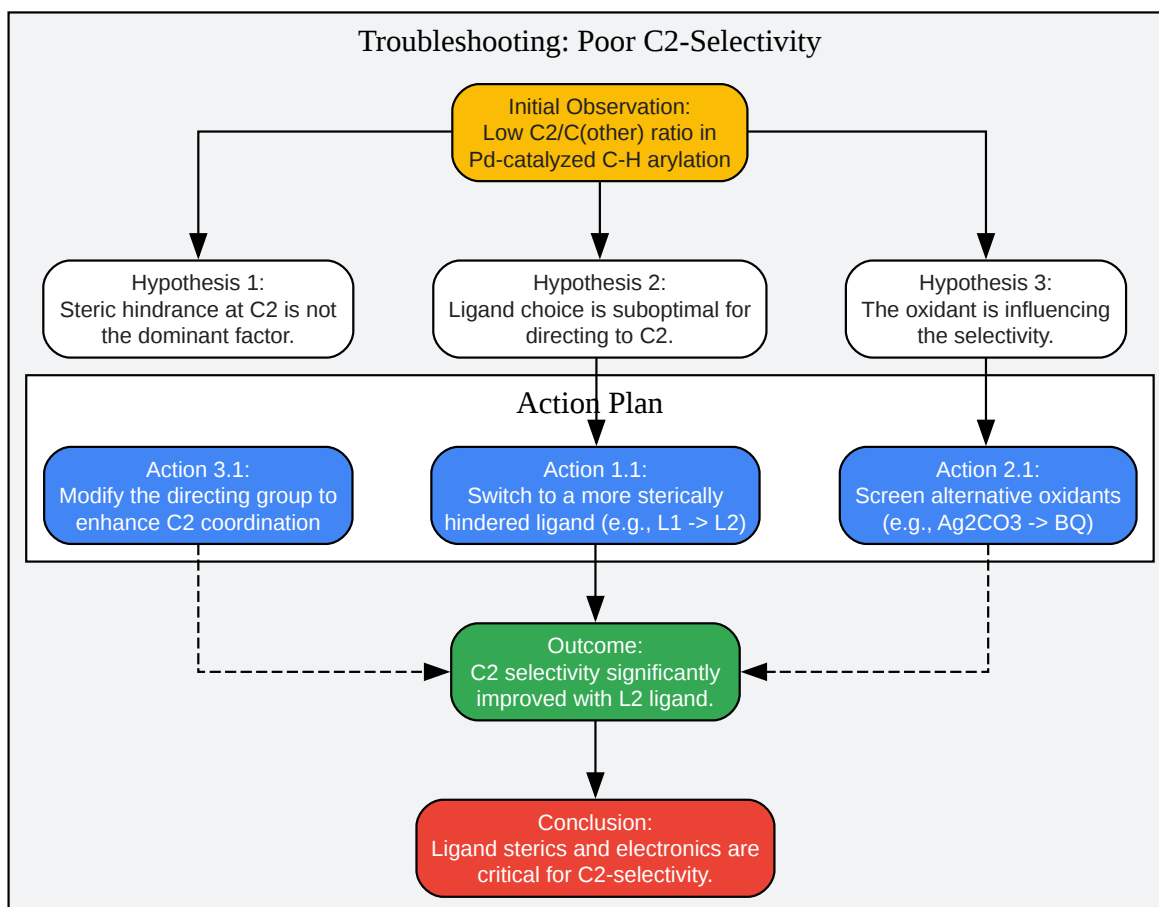 Troubleshooting: Poor C2-Selectivity
Initial Observation:
Low C2/C(other) ratio in
Pd-catalyzed C-H arylation
Hypothesis 1:
Steric hindrance at C2 is not
the dominant factor.
Hypothesis 2:
Ligand choice is suboptimal for
directing to C2.
Hypothesis 3:
The oxidant is influencing
the selectivity.
Action Plan
Action 3.1:
Modify the directing group to
enhance C2 coordination
Action 1.1:
Switch to a more sterically
hindered ligand (e.g., L1 -> L2)
Action 2.1:
Screen alternative oxidants
(e.g., Ag2CO3 -> BQ)
Outcome:
C2 selectivity significantly
improved with L2 ligand.
Conclusion:
Ligand sterics and electronics are
critical for C2-selectivity.